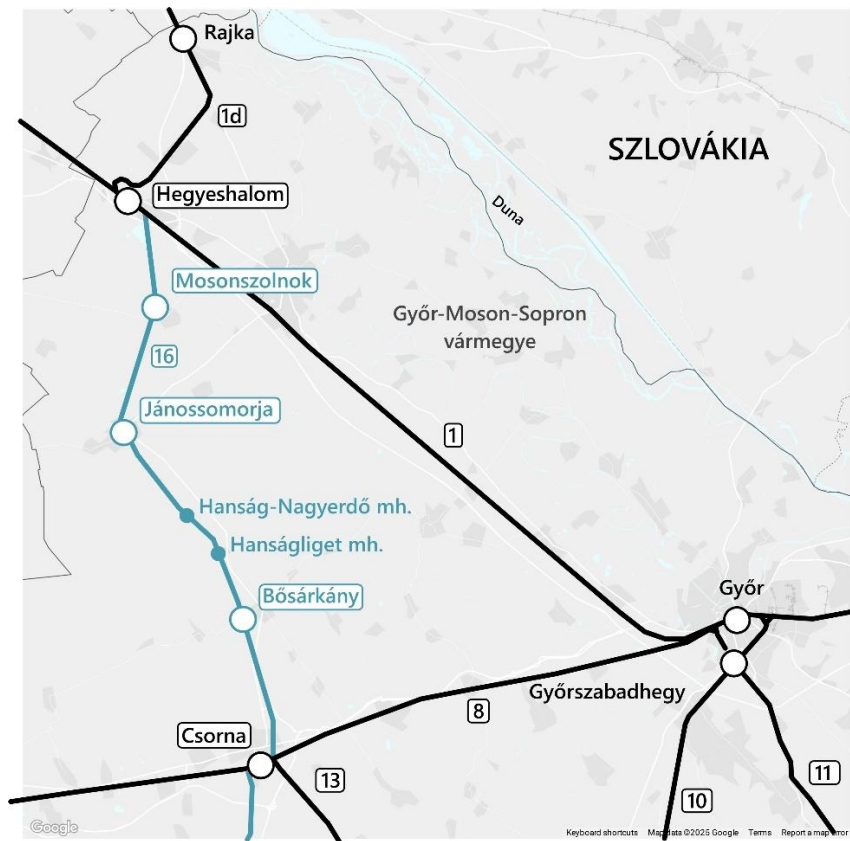 Rajka
1d
SZLOVÁKIA
Hegyeshalom
Duna
Mosonszolnok
Győr-Moson-Sopron
vármegye
16
Jánossomorja
1
Hanság-Nagyerdő mh.
Hanságliget mh.
Bősárkány
Győr
Győrszabadhegy
8
Csorna
13
11
10
Google
Keyboard shortcuts Map data ©2025 Google Terms Report a map error